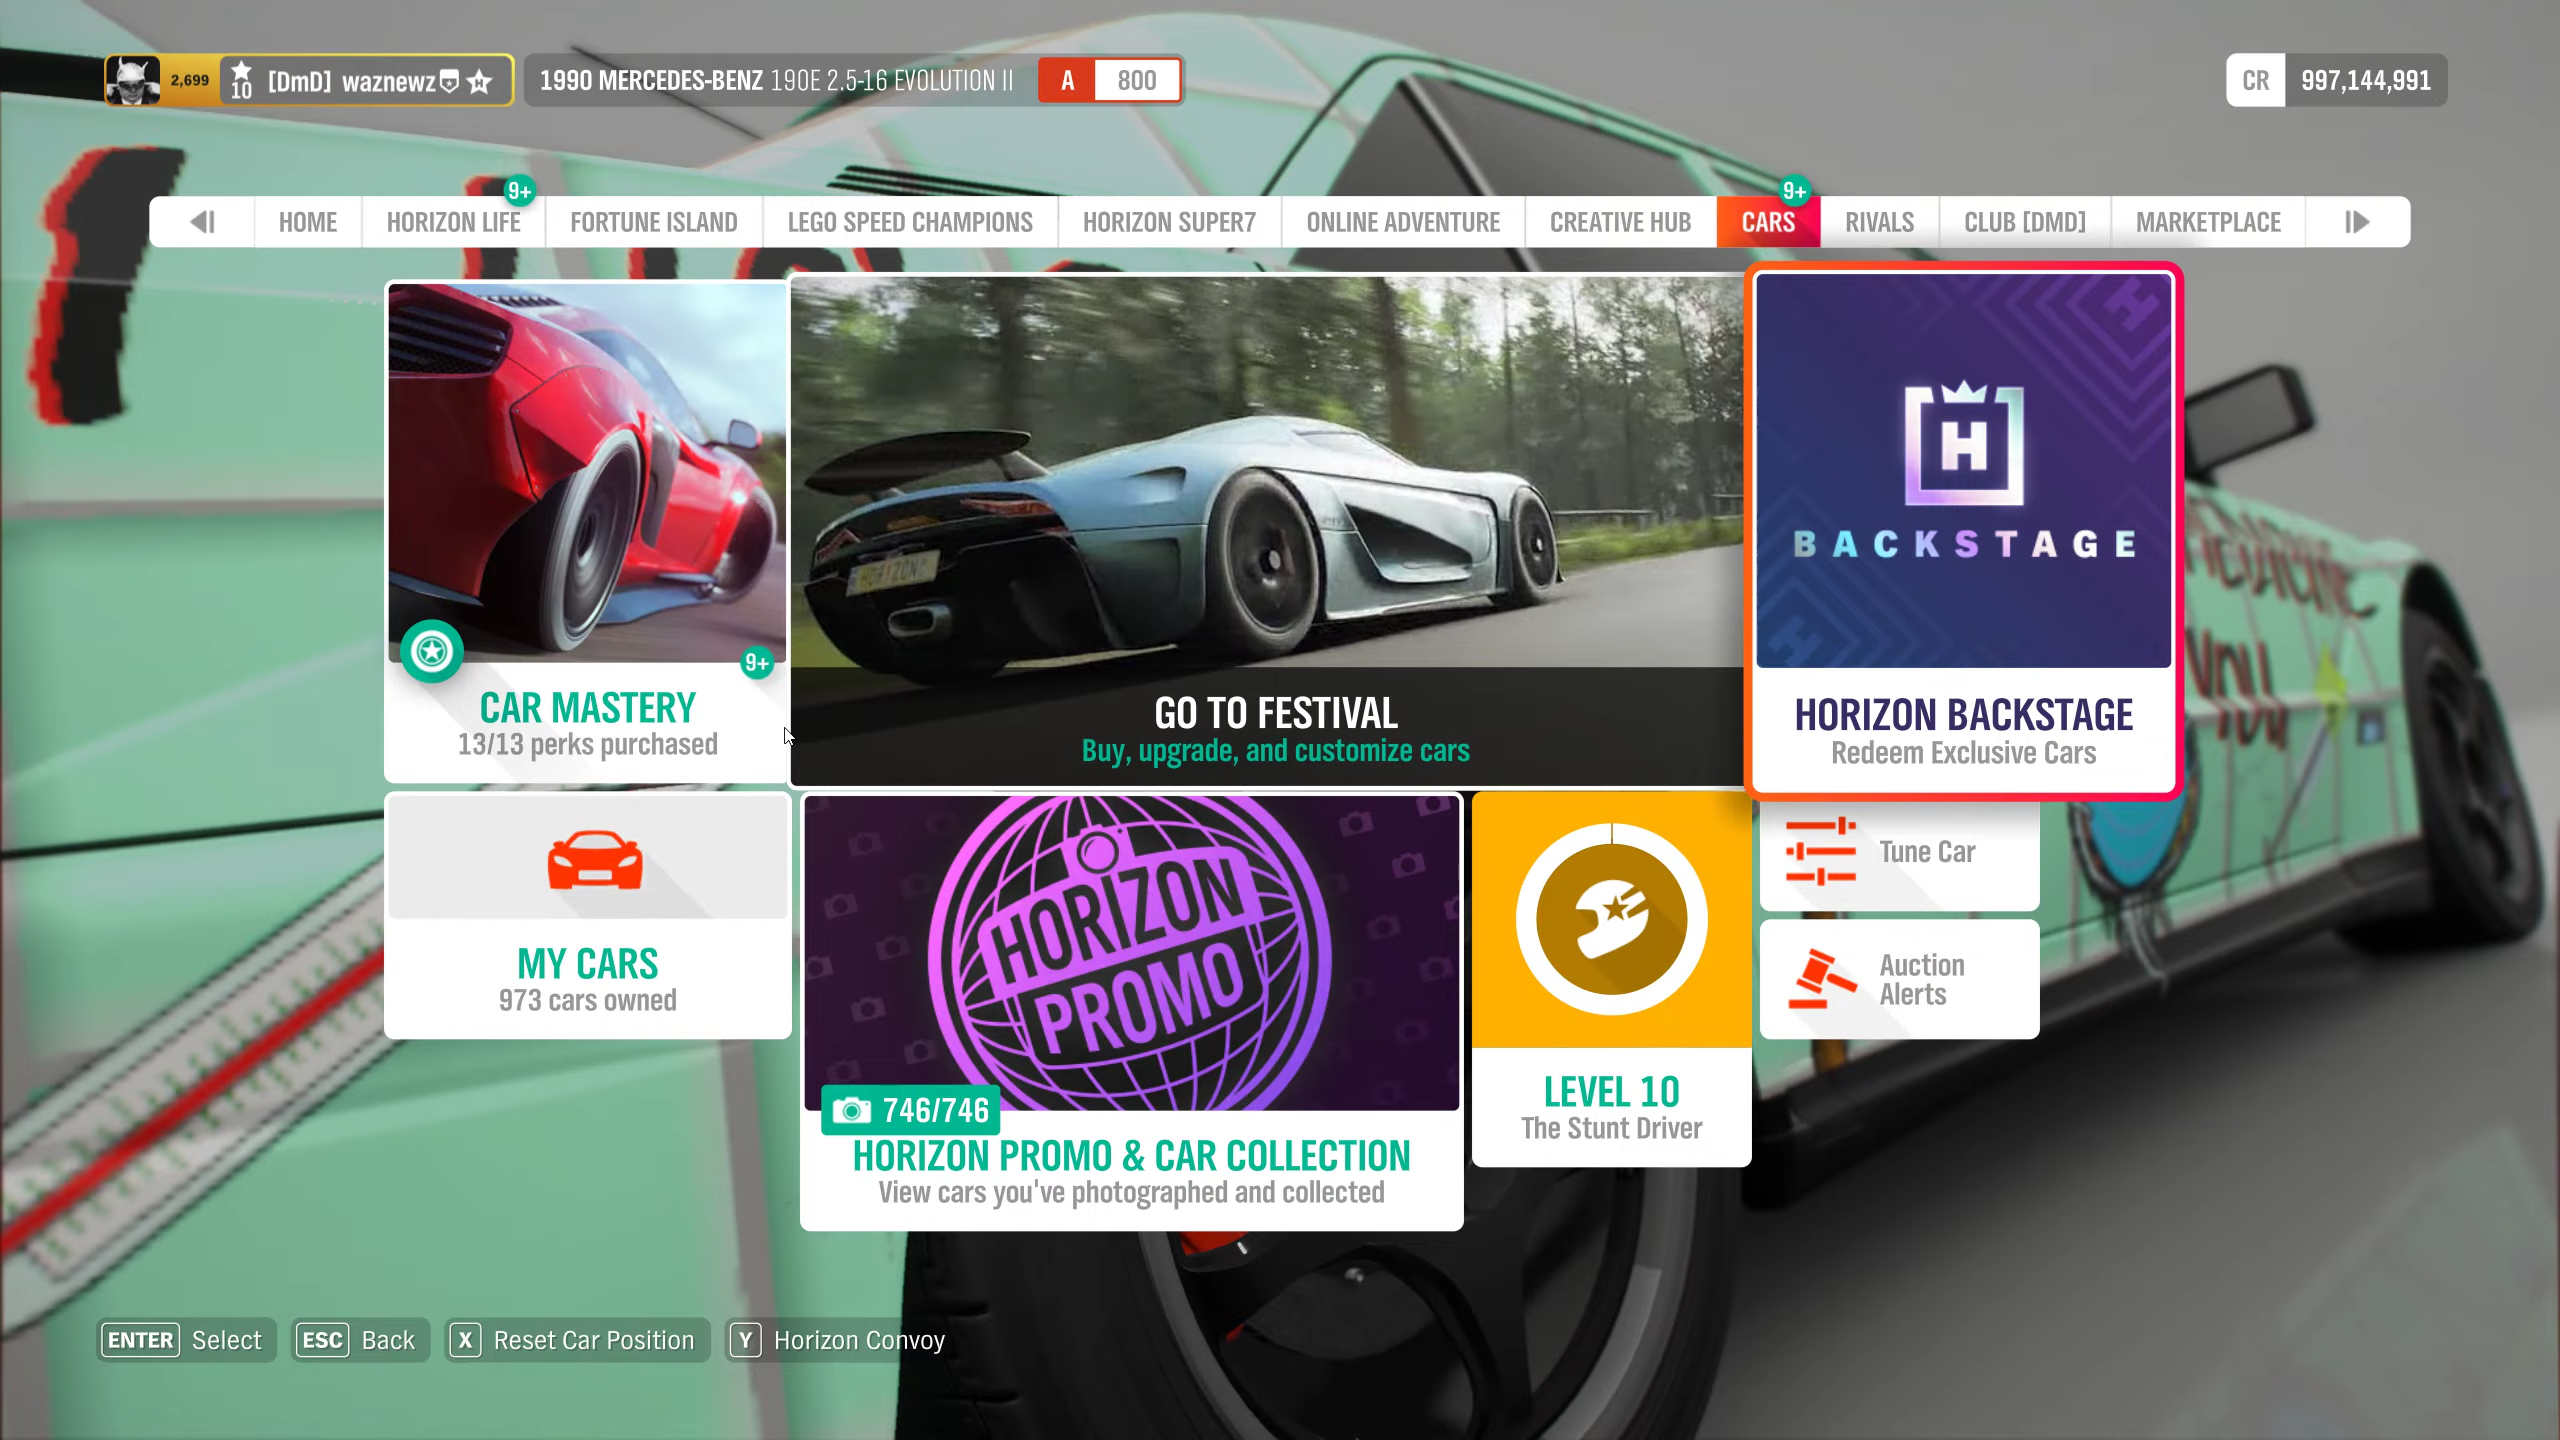 2,699 10 [DmD] waznewz
1990 MERCEDES-BENZ 190E 2.5-16 EVOLUTION II A 800
CR 997,144,991
HOME HORIZON LIFE 9+ FORTUNE ISLAND LEGO SPEED CHAMPIONS HORIZON SUPER7 ONLINE ADVENTURE CREATIVE HUB CARS 9+ RIVALS CLUB [DMD] MARKETPLACE
9+
CAR MASTERY
13/13 perks purchased
HORIZON
GO TO FESTIVAL
Buy, upgrade, and customize cars
H
BACKSTAGE
HORIZON BACKSTAGE
Redeem Exclusive Cars
MY CARS
973 cars owned
HORIZON
PROMO
746/746
HORIZON PROMO & CAR COLLECTION
View cars you've photographed and collected
LEVEL 10
The Stunt Driver
Tune Car
Auction
Alerts
YOU
ENTER Select ESC Back X Reset Car Position Y Horizon Convoy